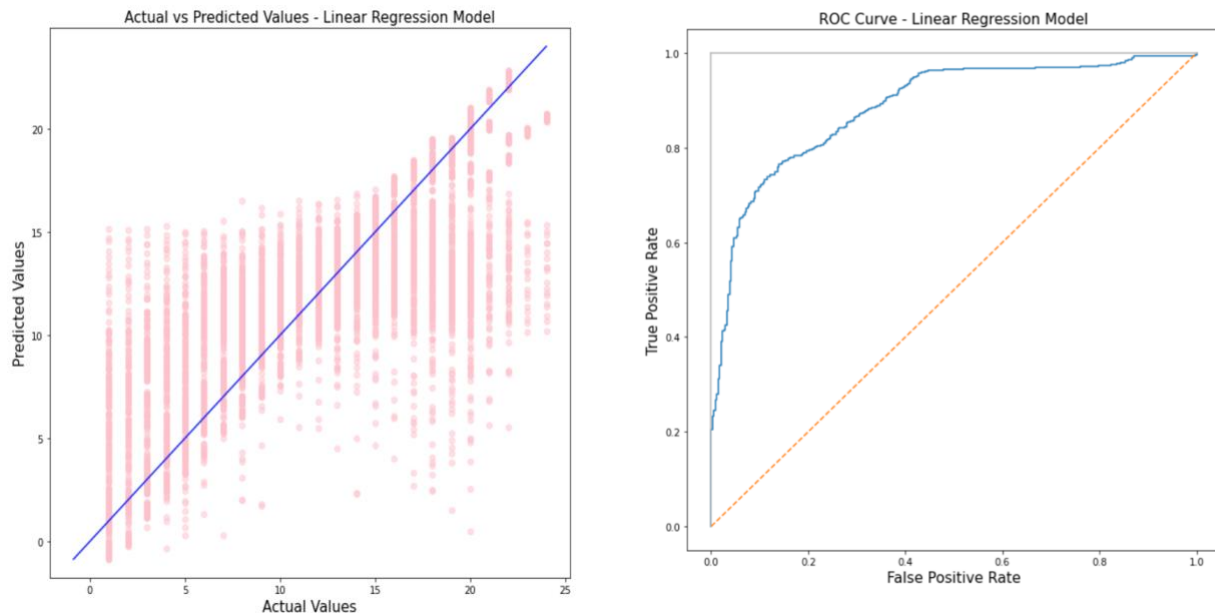 Actual vs Predicted Values - Linear Regression Model
20
15
10
5
0
Predicted Values
0 5 10 15 20 25
Actual Values
ROC Curve - Linear Regression Model
1.0
0.8
0.6
0.4
0.2
0.0
True Positive Rate
0.0 0.2 0.4 0.6 0.8 1.0
False Positive Rate